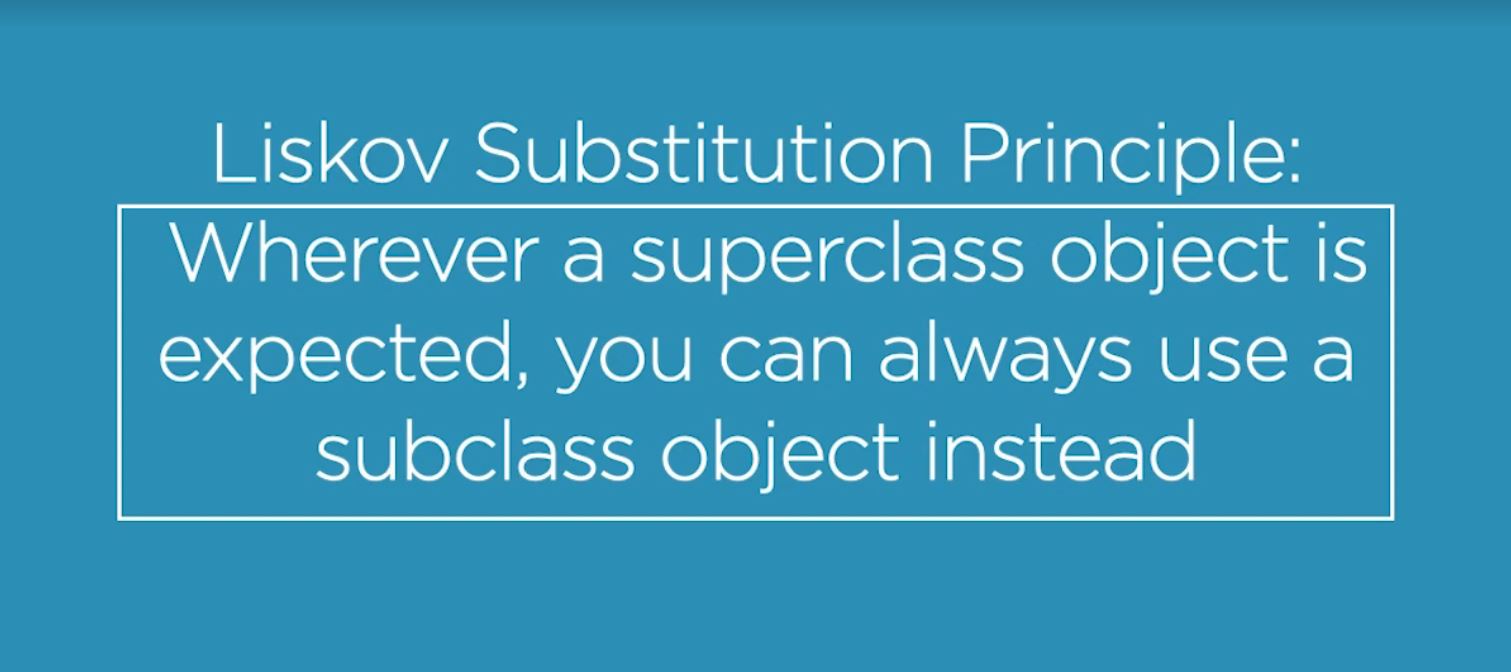 Liskov Substitution Principle:
Wherever a superclass object is
expected, you can always use a
subclass object instead